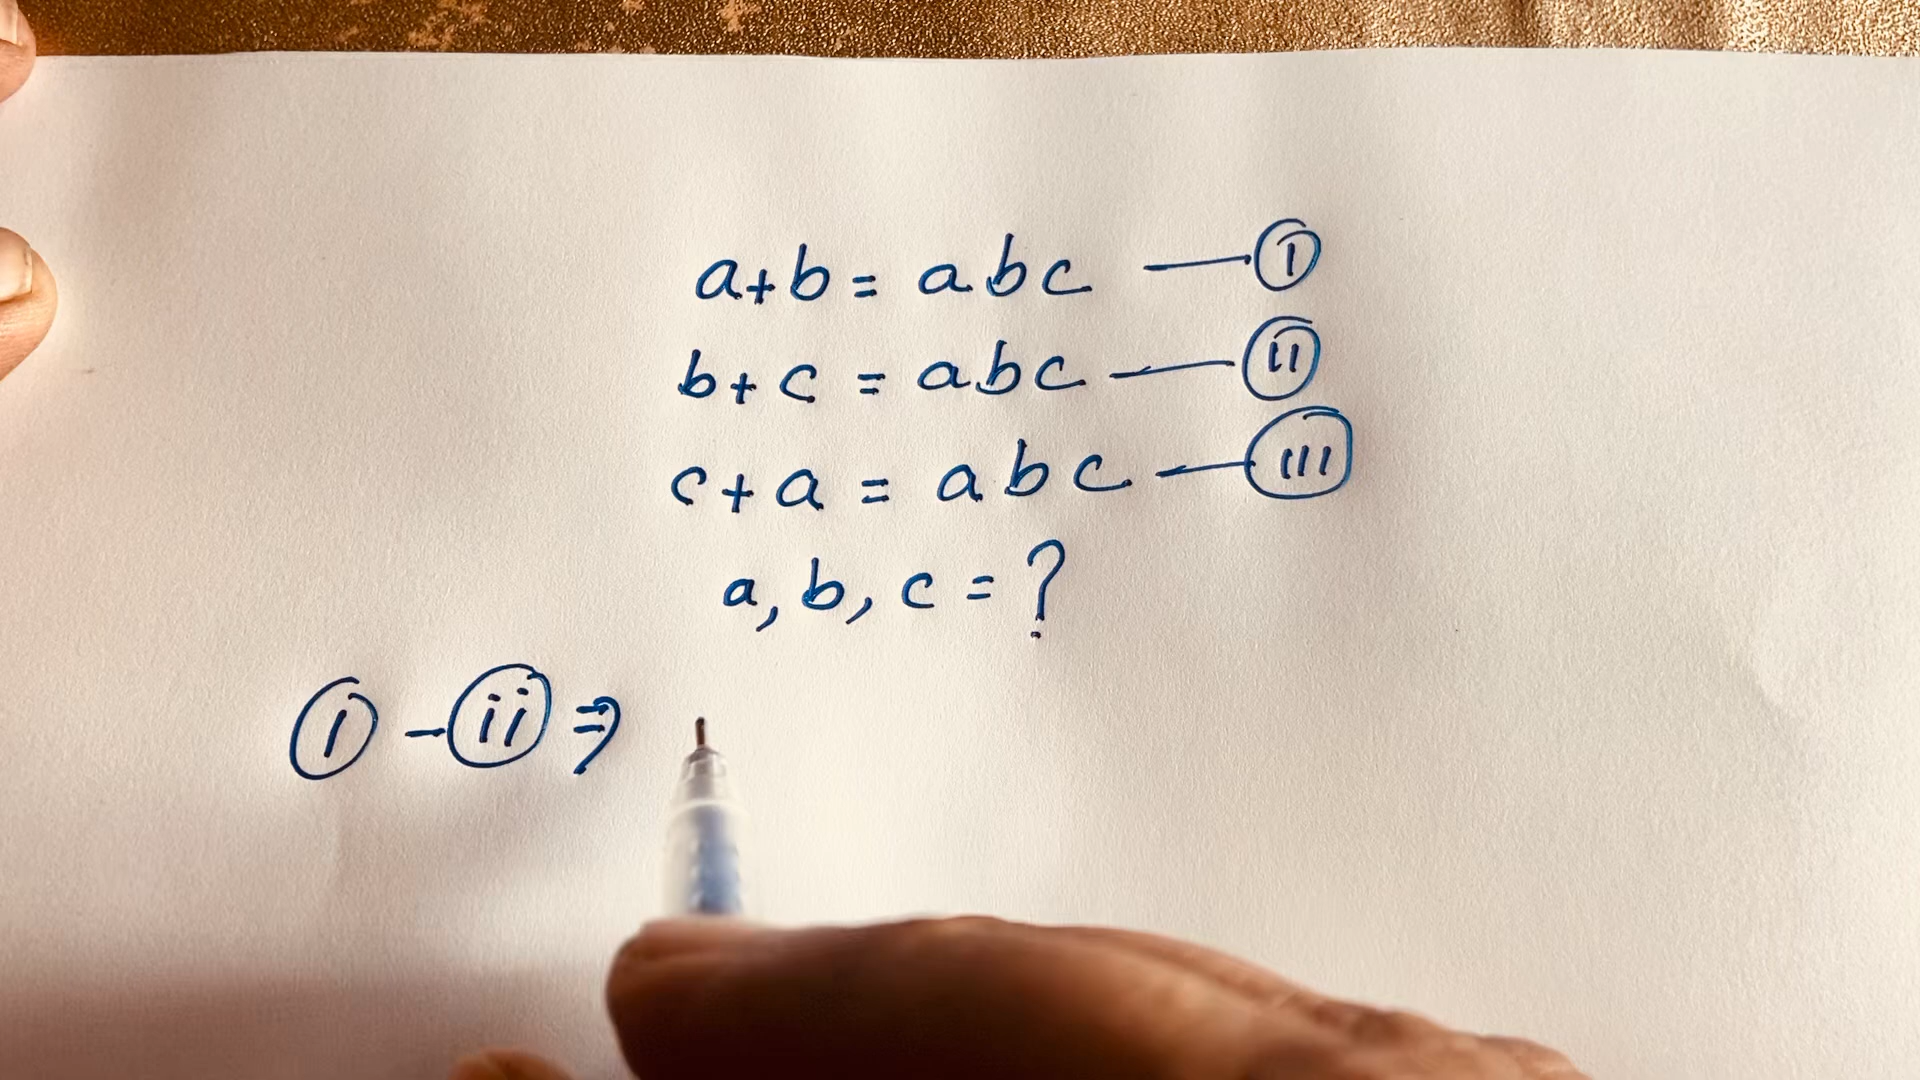 a+b = abc — (i)
b+c = abc — (ii)
c+a = abc — (iii)
a, b, c = ?
(i) - (ii) ⇒